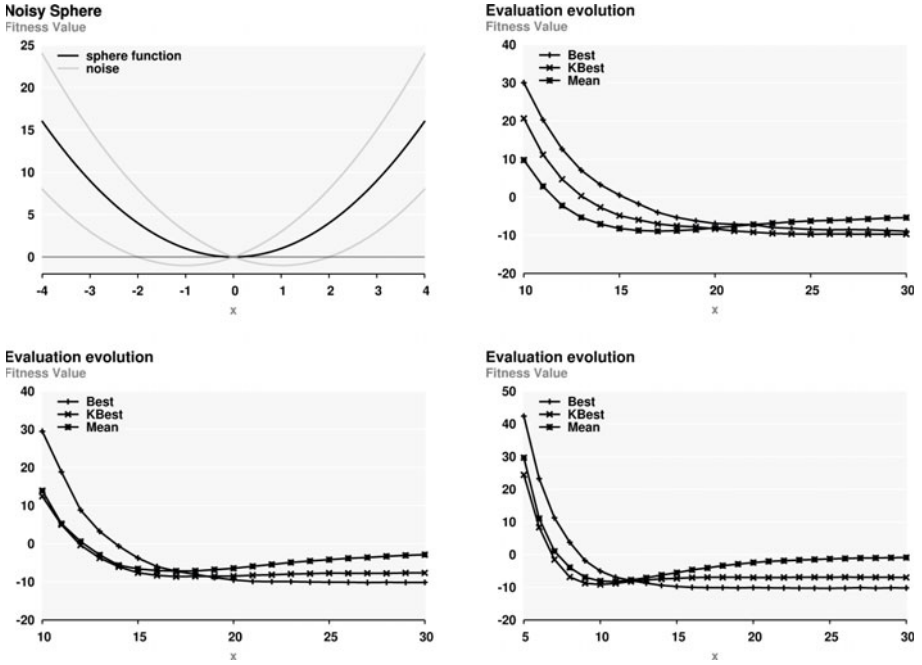 Noisy Sphere
Fitness Value
25
20
15
10
5
0
sphere function
noise
-4 -3 -2 -1 0 1 2 3 4
x
Evaluation evolution
Fitness Value
40
30
20
10
0
-10
-20
Best
KBest
Mean
10 15 20 25 30
x
Evaluation evolution
Fitness Value
40
30
20
10
0
-10
-20
Best
KBest
Mean
10 15 20 25 30
x
Evaluation evolution
Fitness Value
50
40
30
20
10
0
-10
-20
Best
KBest
Mean
5 10 15 20 25 30
x